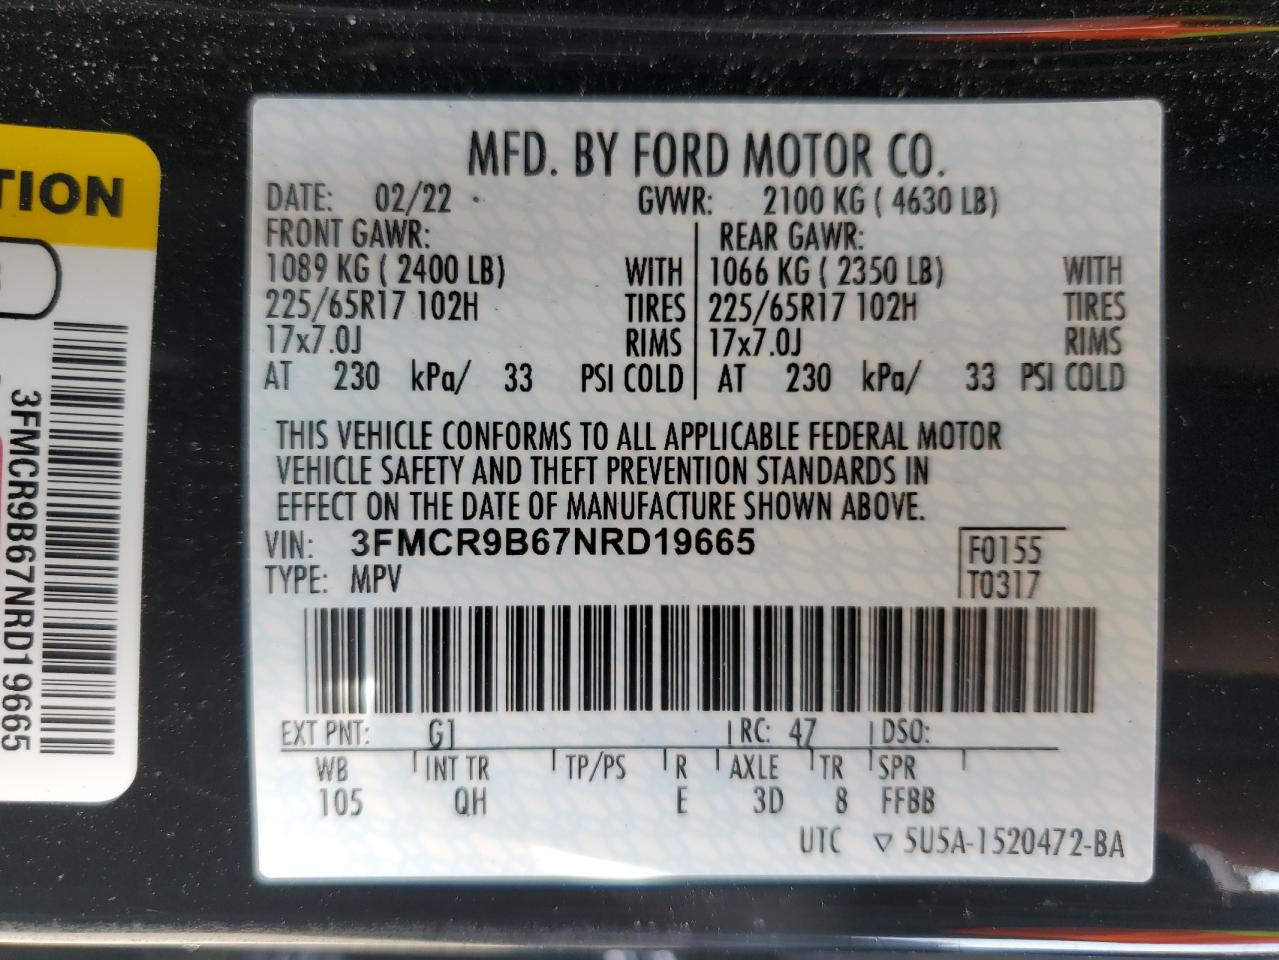 MFD. BY FORD MOTOR CO.
DATE: 02/22 GVWR: 2100 KG ( 4630 LB)
FRONT GAWR: REAR GAWR:
1089 KG ( 2400 LB) WITH 1066 KG ( 2350 LB) WITH
225/65R17 102H TIRES 225/65R17 102H TIRES
17x7.0J RIMS 17x7.0J RIMS
AT 230 kPa/ 33 PSI COLD AT 230 kPa/ 33 PSI COLD
THIS VEHICLE CONFORMS TO ALL APPLICABLE FEDERAL MOTOR
VEHICLE SAFETY AND THEFT PREVENTION STANDARDS IN
EFFECT ON THE DATE OF MANUFACTURE SHOWN ABOVE.
VIN: 3FMCR9B67NRD19665 F0155
TYPE: MPV T0317
EXT PNT: G1 RC: 47 DSO:
WB INT TR TP/PS R AXLE TR SPR
105 QH E 3D 8 FFBB
UTC ▽ 5U5A-1520472-BA
TION
3FMCR9B67NRD19665